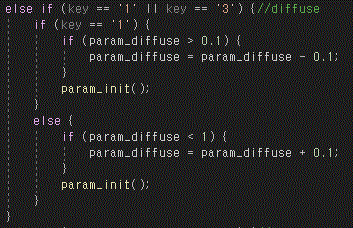 else if (key == '1' || key == '3') {//diffuse
if (key == '1') {
if (param_diffuse > 0.1) {
param_diffuse = param_diffuse - 0.1;
}
param_init();
}
else {
if (param_diffuse < 1) {
param_diffuse = param_diffuse + 0.1;
}
param_init();
}
}